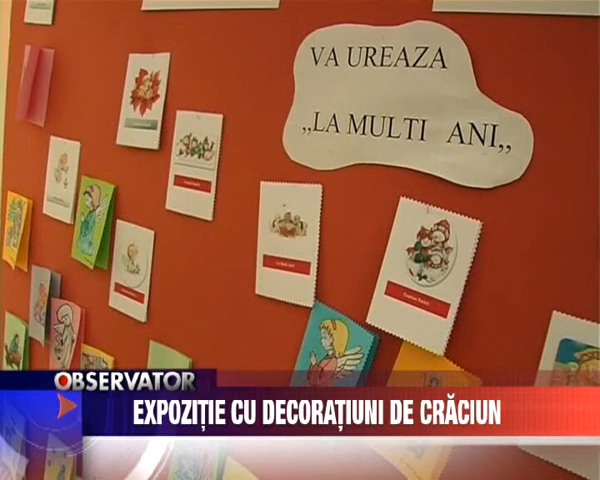 VA UREAZA
„LA MULTI ANI„
OBSERVATOR
EXPOZIȚIE CU DECORAȚIUNI DE CRĂCIUN